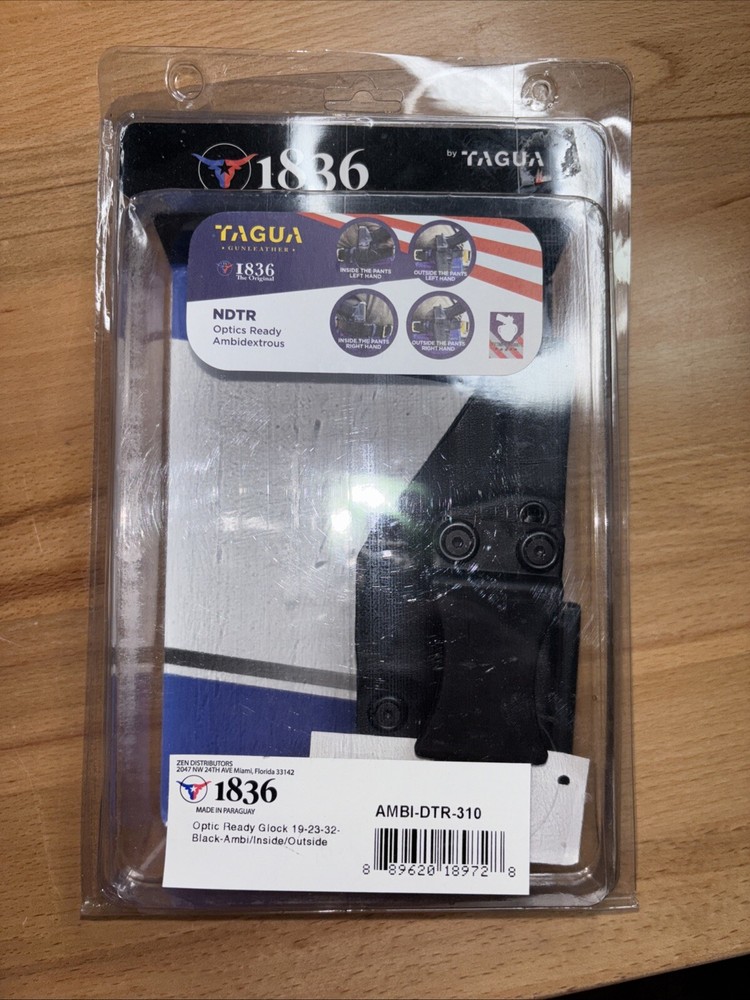 1836
by TAGUA
TAGUA
• GUNLEATHER •
1836
The Original
INSIDE THE PANTS
LEFT HAND
OUTSIDE THE PANTS
LEFT HAND
NDTR
Optics Ready
Ambidextrous
INSIDE THE PANTS
RIGHT HAND
OUTSIDE THE PANTS
RIGHT HAND
ZEN DISTRIBUTORS
2047 NW 24TH AVE Miami, Florida 33142
1836
MADE IN PARAGUAY
AMBI-DTR-310
Optic Ready Glock 19-23-32-
Black-Ambi/Inside/Outside
8 89620 18972 8